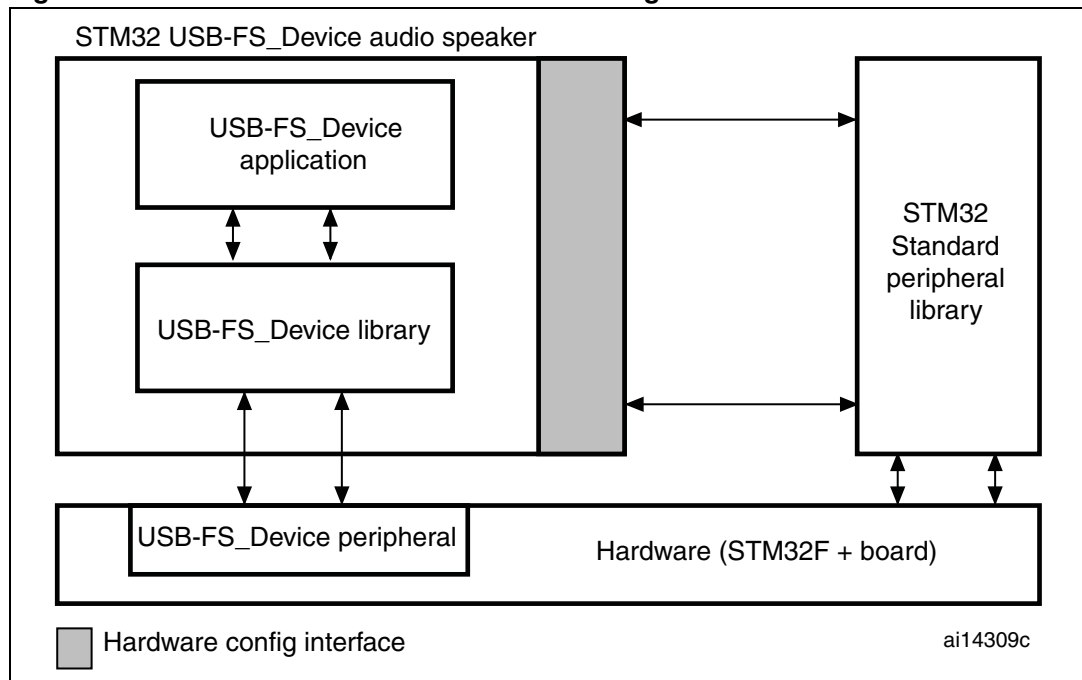 STM32 USB-FS_Device audio speaker
USB-FS_Device
application
USB-FS_Device library
STM32
Standard
peripheral
library
USB-FS_Device peripheral
Hardware (STM32F + board)
Hardware config interface
ai14309c